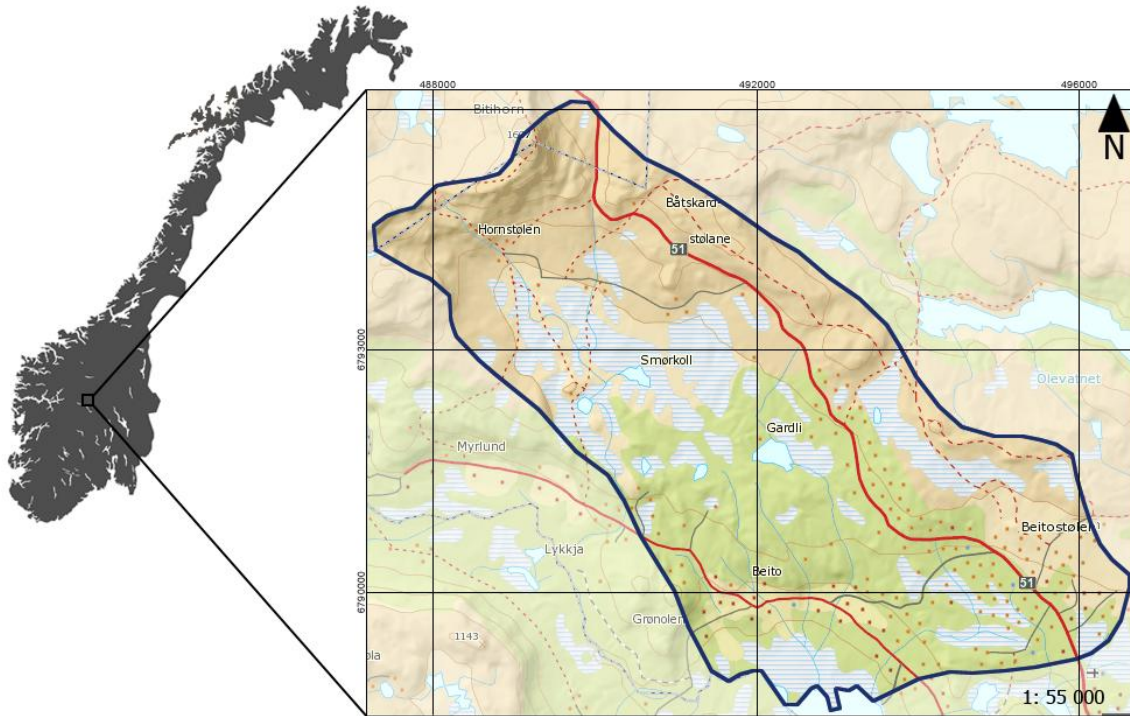 488000
492000
496000
Bitihorn
N
Båtskard-
Hornstølen
stølane
51
6793000
Smørkoll
Olevatnet
Gardli
Myrlund
Lykkja
Beito
51
6790000
Grønolen
1143
1: 55 000